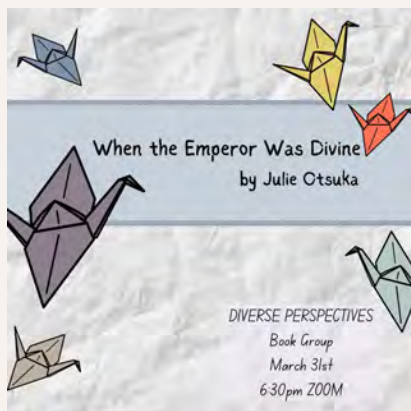 When the Emperor Was Divine
by Julie Otsuka
DIVERSE PERSPECTIVES
Book Group
March 31st
6:30pm ZOOM